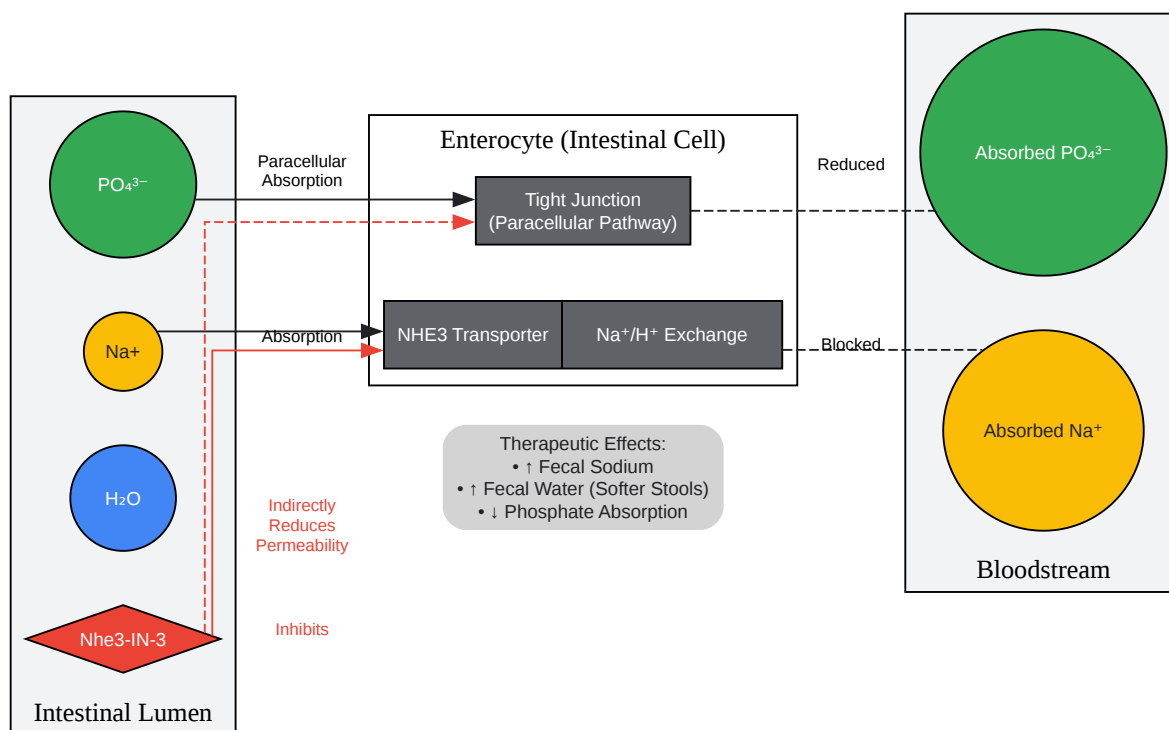 PO₄³⁻
Na+
H₂O
Nhe3-IN-3
Intestinal Lumen
Paracellular
Absorption
Absorption
Indirectly
Reduces
Permeability
Inhibits
Enterocyte (Intestinal Cell)
Tight Junction
(Paracellular Pathway)
NHE3 Transporter
Na⁺/H⁺ Exchange
Therapeutic Effects:
• ↑ Fecal Sodium
• ↑ Fecal Water (Softer Stools)
• ↓ Phosphate Absorption
Reduced
Blocked
Absorbed PO₄³⁻
Absorbed Na⁺
Bloodstream